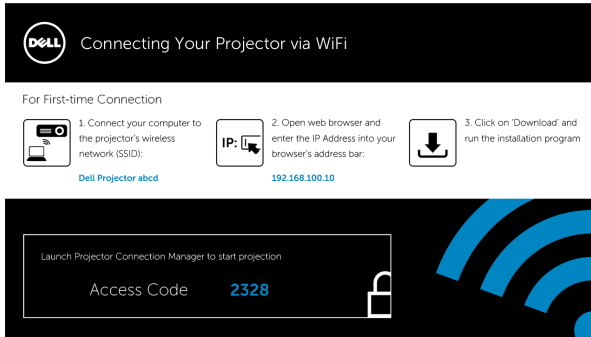 DELL
Connecting Your Projector via WiFi
For First-time Connection
1. Connect your computer to
the projector's wireless
network (SSID):
Dell Projector abcd
IP:
2. Open web browser and
enter the IP Address into your
browser's address bar:
192.168.100.10
3. Click on 'Download' and
run the installation program
Launch Projector Connection Manager to start projection
Access Code 2328